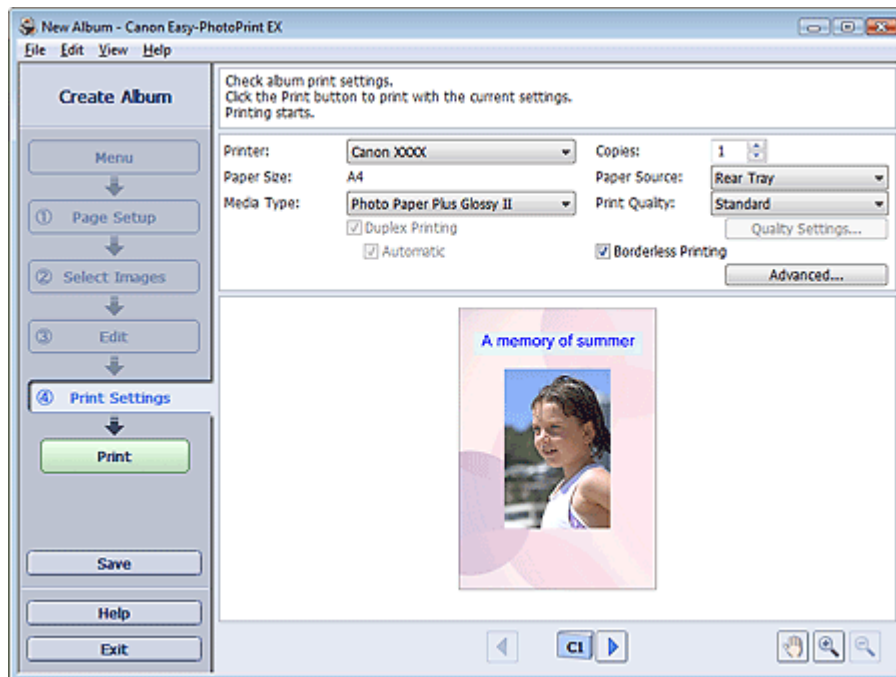 New Album - Canon Easy-PhotoPrint EX
File Edit View Help
Create Album
Menu
① Page Setup
② Select Images
③ Edit
④ Print Settings
Print
Save
Help
Exit
Check album print settings.
Click the Print button to print with the current settings.
Printing starts.
Printer: Canon XXXX Copies: 1
Paper Size: A4 Paper Source: Rear Tray
Media Type: Photo Paper Plus Glossy II Print Quality: Standard
Duplex Printing Quality Settings...
Automatic Borderless Printing
Advanced...
A memory of summer
C1